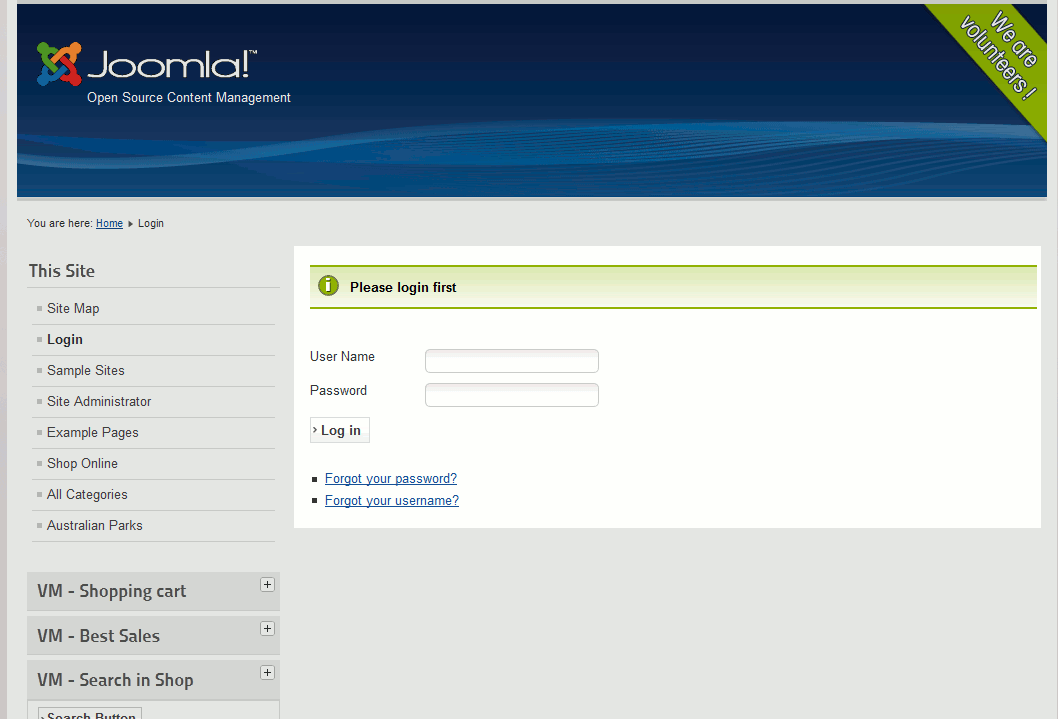 Joomla!™
Open Source Content Management
We are
volunteers!
You are here: Home Login
This Site
Site Map
Login
Sample Sites
Site Administrator
Example Pages
Shop Online
All Categories
Australian Parks
VM - Shopping cart
VM - Best Sales
VM - Search in Shop
Search Button
Please login first
User Name
Password
Log in
Forgot your password?
Forgot your username?